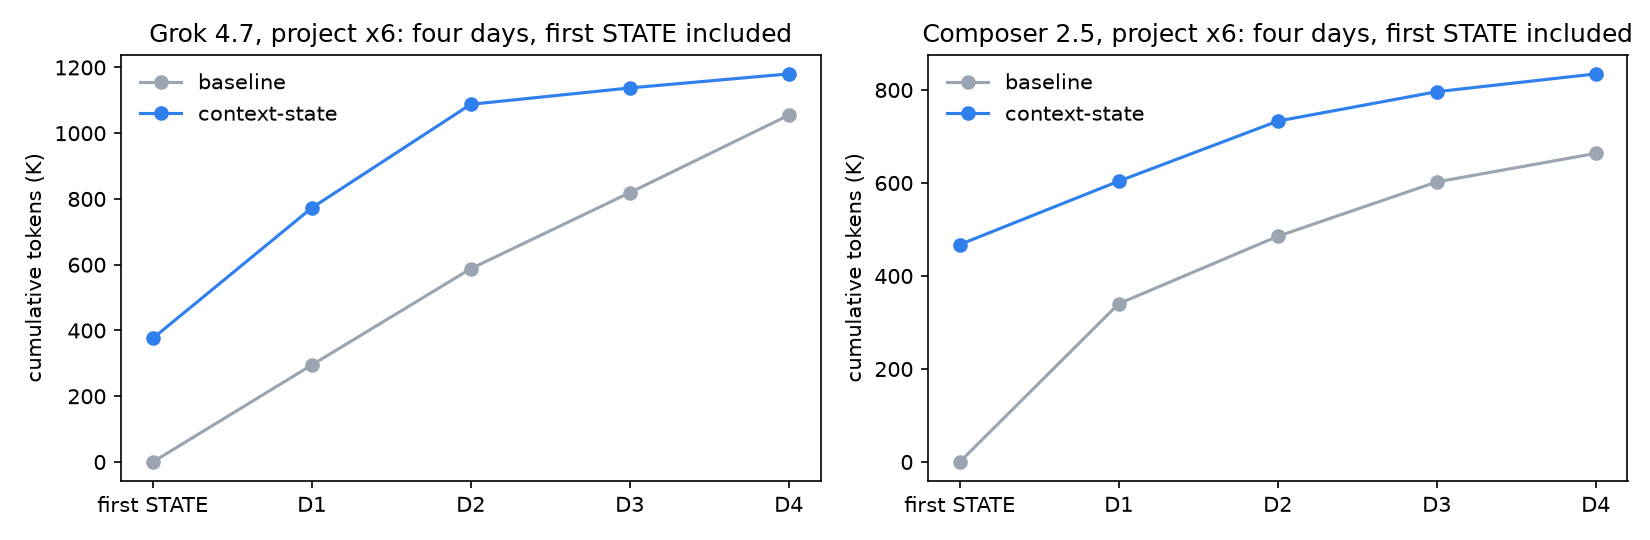 Grok 4.7, project x6: four days, first STATE included
1200
1000
800
600
400
200
0
cumulative tokens (K)
baseline
context-state
first STATE
D1
D2
D3
D4
Composer 2.5, project x6: four days, first STATE included
800
600
400
200
0
cumulative tokens (K)
baseline
context-state
first STATE
D1
D2
D3
D4